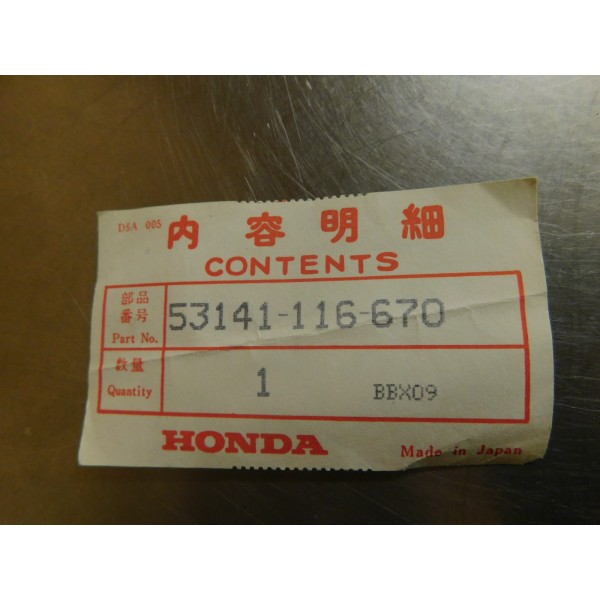 DSA 005
内容明細
CONTENTS
部品
番号
Part No.
53141-116-670
数量
Quantity
1
BBX09
HONDA
Made in Japan